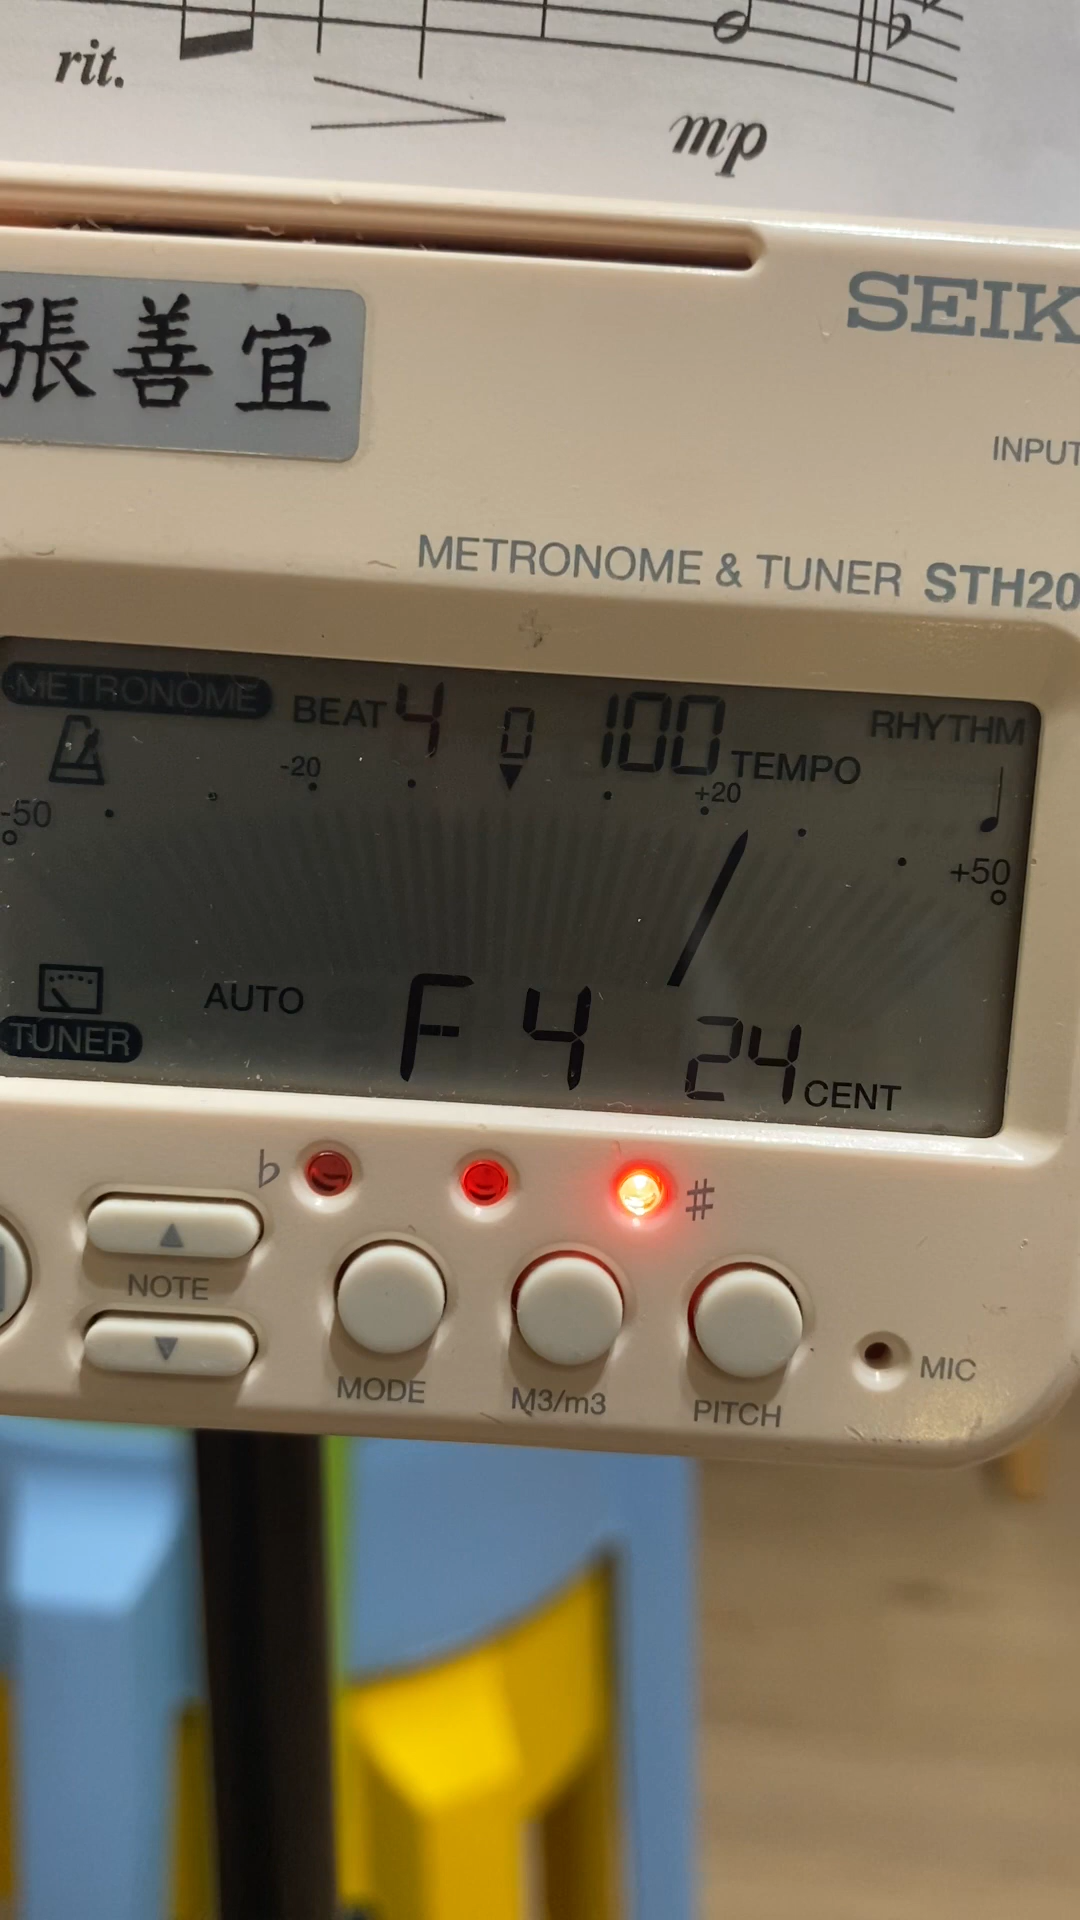 rit.
mp
張善宜
SEIK
INPUT
METRONOME & TUNER STH20
METRONOME BEAT 4 0 100 TEMPO RHYTHM
-50 -20 +20 +50
TUNER AUTO F 4 24 CENT
♭ #
NOTE
MODE M3/m3 PITCH MIC